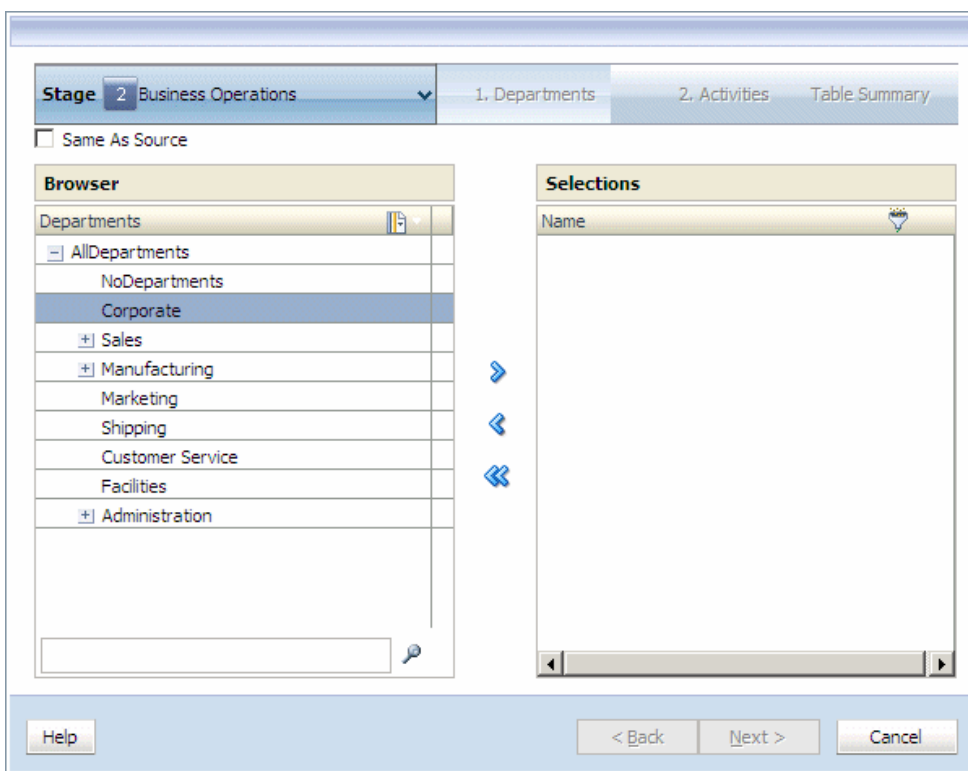 Stage 2 Business Operations 1. Departments 2. Activities Table Summary
Same As Source
Browser Selections
Departments Name
AllDepartments
NoDepartments
Corporate
Sales
Manufacturing
Marketing
Shipping
Customer Service
Facilities
Administration
Help < Back Next > Cancel